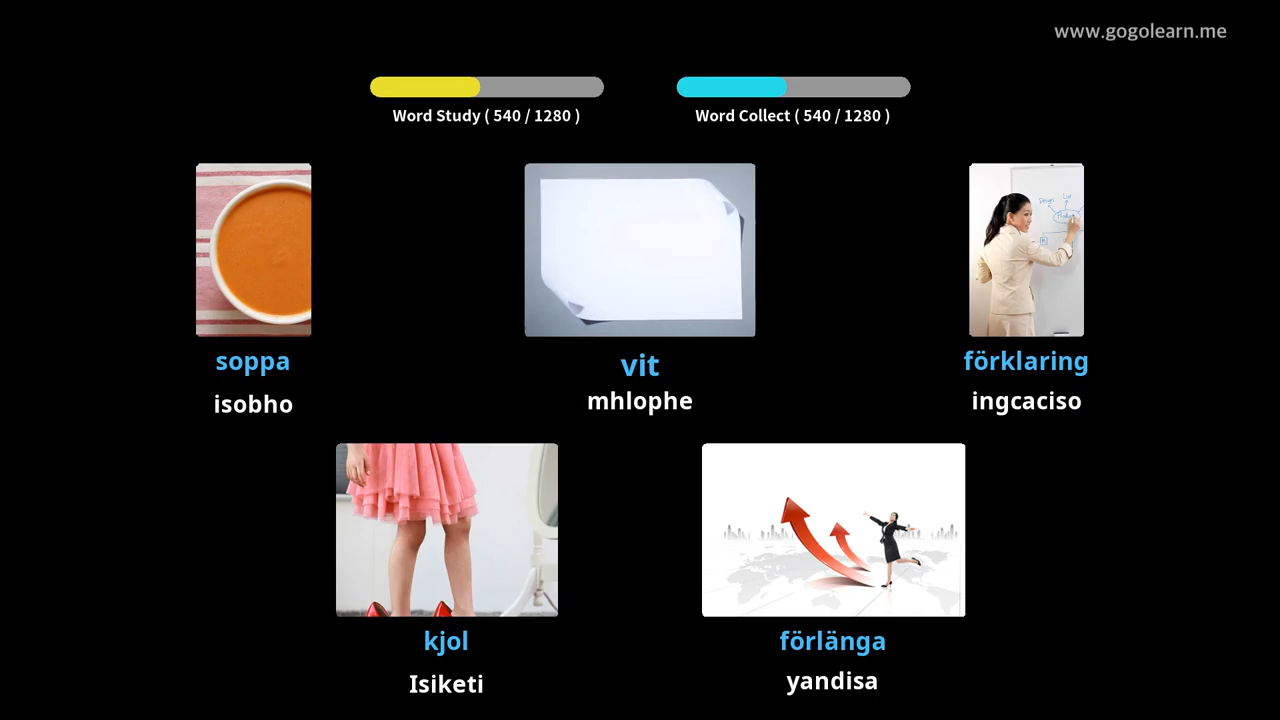 www.gogolearn.me
Word Study ( 540 / 1280 )
Word Collect ( 540 / 1280 )
soppa
isobho
vit
mhlophe
förklaring
ingcaciso
kjol
Isiketi
förlänga
yandisa